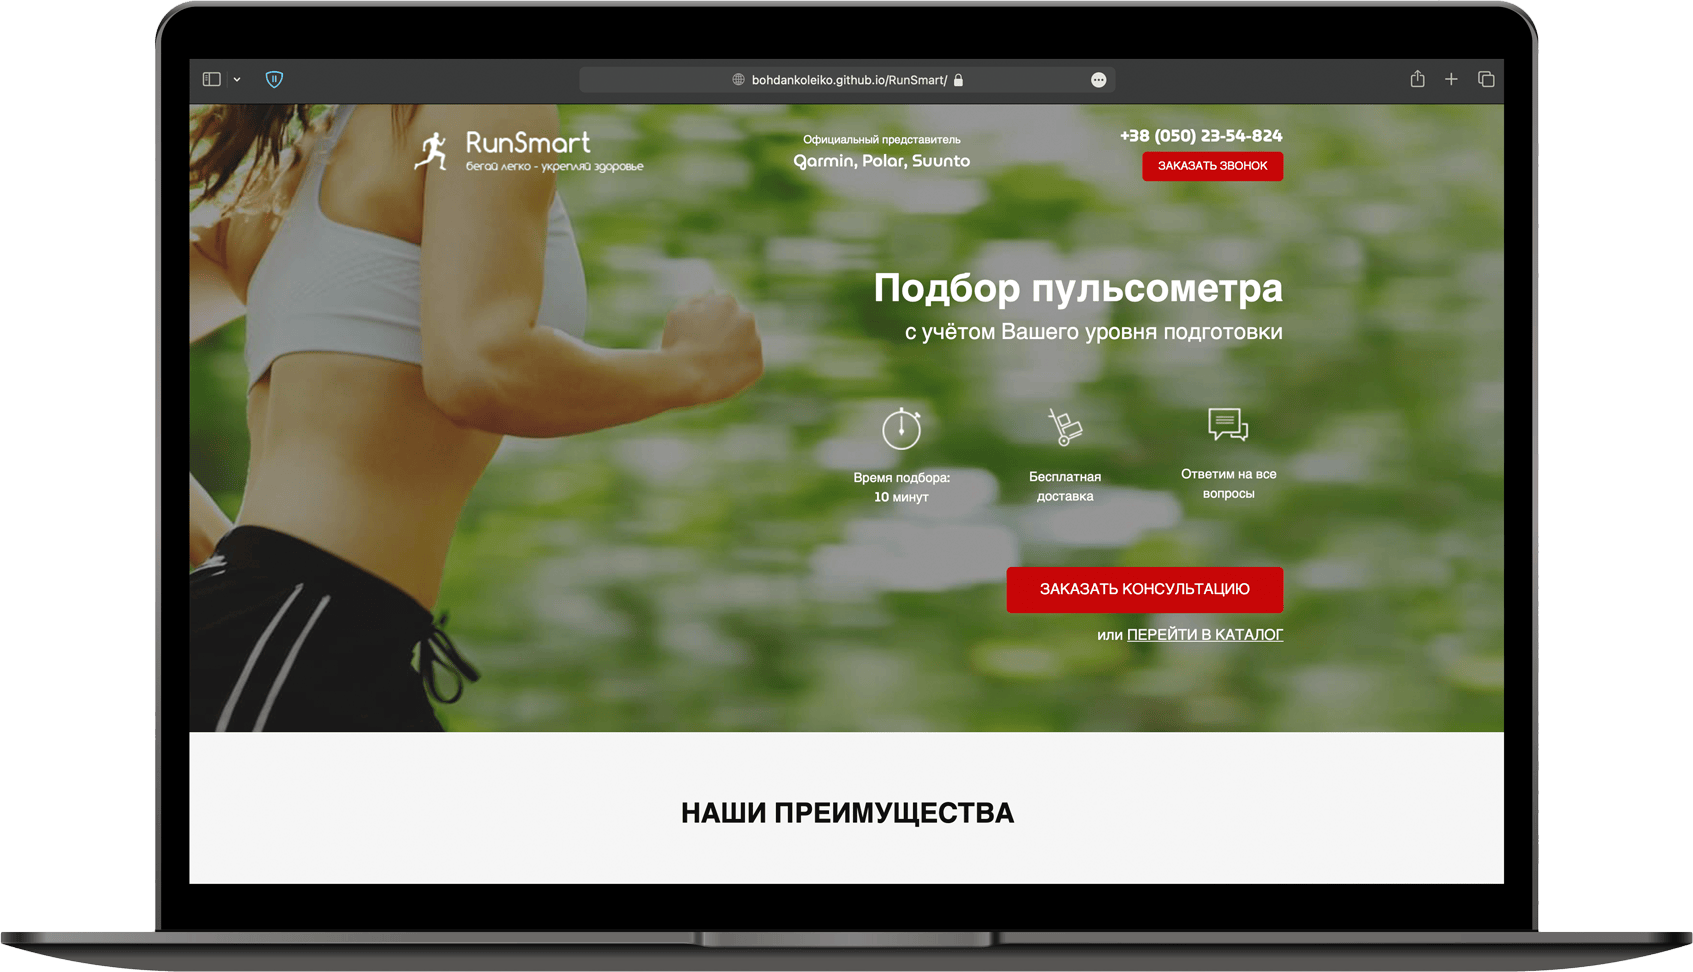 bohdankoleiko.github.io/RunSmart/
RunSmart
бегай легко - укрепляй здоровье
Официальный представитель
Garmin, Polar, Suunto
+38 (050) 23-54-824
ЗАКАЗАТЬ ЗВОНОК
Подбор пульсометра
с учётом Вашего уровня подготовки
Время подбора:
10 минут
Бесплатная
доставка
Ответим на все
вопросы
ЗАКАЗАТЬ КОНСУЛЬТАЦИЮ
или ПЕРЕЙТИ В КАТАЛОГ
НАШИ ПРЕИМУЩЕСТВА